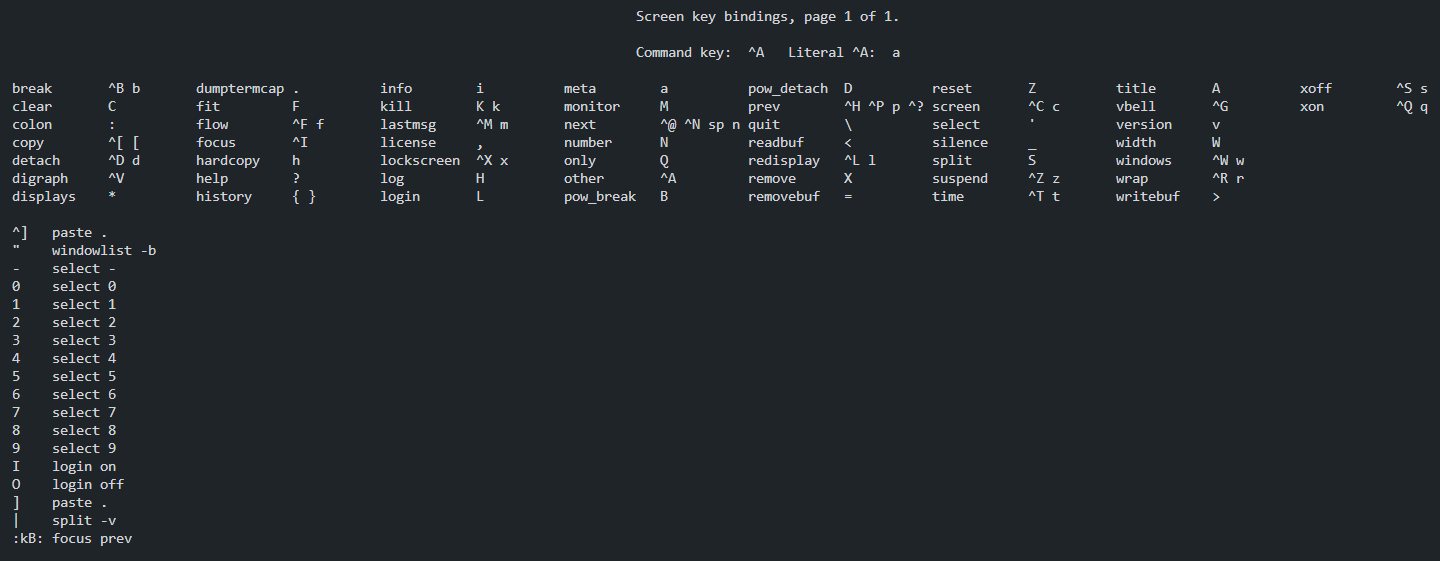 Screen key bindings, page 1 of 1.
Command key:  ^A   Literal ^A:  a
break       ^B b       dumptermcap .          info        i          meta        a          pow_detach  D          reset       Z          title       A          xoff        ^S s
clear       C          fit         F          kill        K k        monitor     M          prev        ^H ^P p ^? screen      ^C c       vbell       ^G         xon         ^Q q
colon       :          flow        ^F f       lastmsg     ^M m       next        ^@ ^N sp n quit        \          select      '          version     v
copy        ^[ [       focus       ^I         license     ,          number      N          readbuf     <          silence     _          width       W
detach      ^D d       hardcopy    h          lockscreen  ^X x       only        Q          redisplay   ^L l       split       S          windows     ^W w
digraph     ^V         help        ?          log         H          other       ^A         remove      X          suspend     ^Z z       wrap        ^R r
displays    *          history     { }        login       L          pow_break   B          removebuf   =          time        ^T t       writebuf    >
^]   paste .
"    windowlist -b
-    select -
0    select 0
1    select 1
2    select 2
3    select 3
4    select 4
5    select 5
6    select 6
7    select 7
8    select 8
9    select 9
I    login on
O    login off
]    paste .
|    split -v
:kB: focus prev